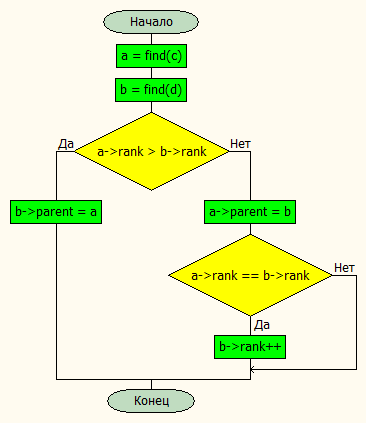 Начало
a = find(c)
b = find(d)
a->rank > b->rank
Да
Нет
b->parent = a
a->parent = b
a->rank == b->rank
Нет
Да
b->rank++
Конец